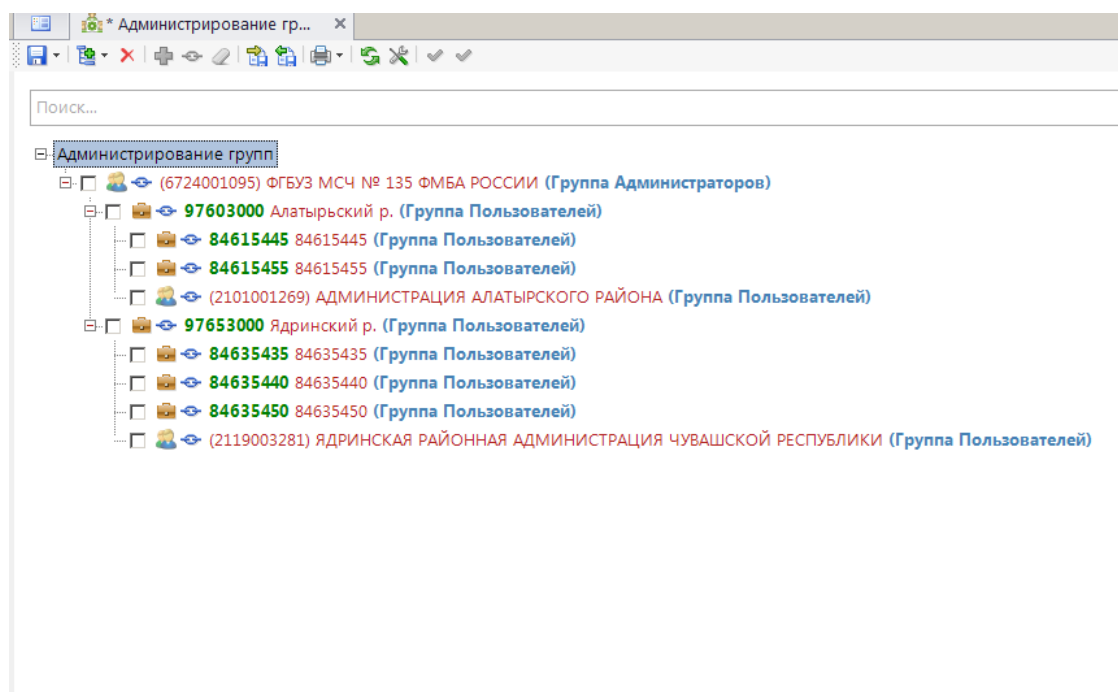 * Администрирование гр...
Поиск...
Администрирование групп
(6724001095) ФГБУЗ МСЧ № 135 ФМБА РОССИИ (Группа Администраторов)
97603000 Алатырьский р. (Группа Пользователей)
84615445 84615445 (Группа Пользователей)
84615455 84615455 (Группа Пользователей)
(2101001269) АДМИНИСТРАЦИЯ АЛАТЫРСКОГО РАЙОНА (Группа Пользователей)
97653000 Ядринский р. (Группа Пользователей)
84635435 84635435 (Группа Пользователей)
84635440 84635440 (Группа Пользователей)
84635450 84635450 (Группа Пользователей)
(2119003281) ЯДРИНСКАЯ РАЙОННАЯ АДМИНИСТРАЦИЯ ЧУВАШСКОЙ РЕСПУБЛИКИ (Группа Пользователей)